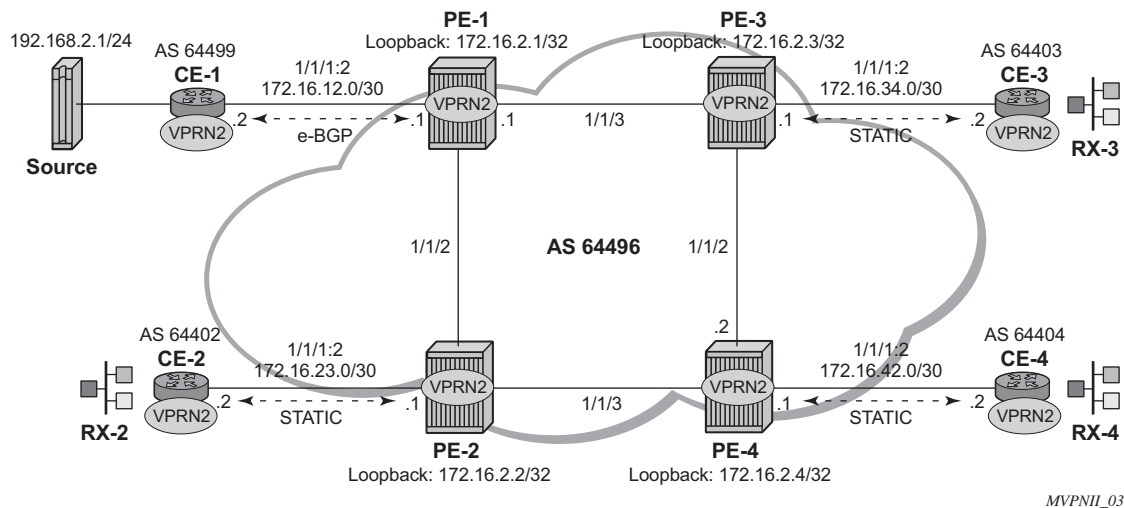 PE-1
Loopback: 172.16.2.1/32
PE-3
Loopback: 172.16.2.3/32
192.168.2.1/24
Source
AS 64499
CE-1
VPRN2
.2
1/1/1:2
172.16.12.0/30
e-BGP
.1
VPRN2
.1
1/1/3
VPRN2
.1
1/1/1:2
172.16.34.0/30
STATIC
.2
AS 64403
CE-3
VPRN2
RX-3
1/1/2
AS 64496
1/1/2
RX-2
AS 64402
CE-2
VPRN2
.2
1/1/1:2
172.16.23.0/30
STATIC
.1
VPRN2
1/1/3
.2
VPRN2
.1
1/1/1:2
172.16.42.0/30
STATIC
.2
AS 64404
CE-4
VPRN2
RX-4
PE-2
Loopback: 172.16.2.2/32
PE-4
Loopback: 172.16.2.4/32
MVPNII_03